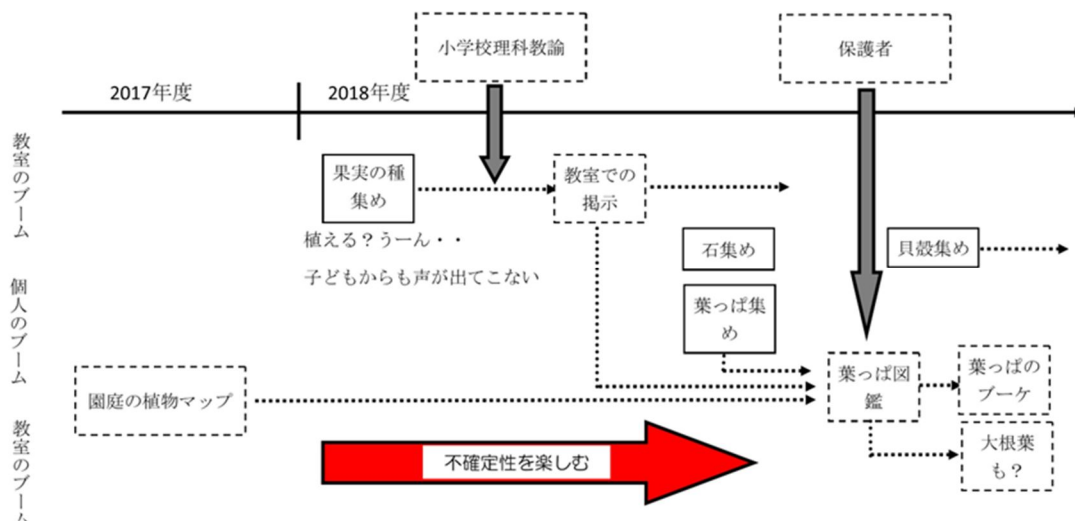 小学校理科教諭
保護者
2017年度
2018年度
教室のブーム
果実の種
集め
教室での
掲示
植える？うーん・・
子どもからも声が出てこない
石集め
貝殻集め
個人のブーム
葉っぱ集
め
園庭の植物マップ
葉っぱ図
鑑
葉っぱの
ブーケ
教室のブーム
不確定性を楽しむ
大根葉
も？